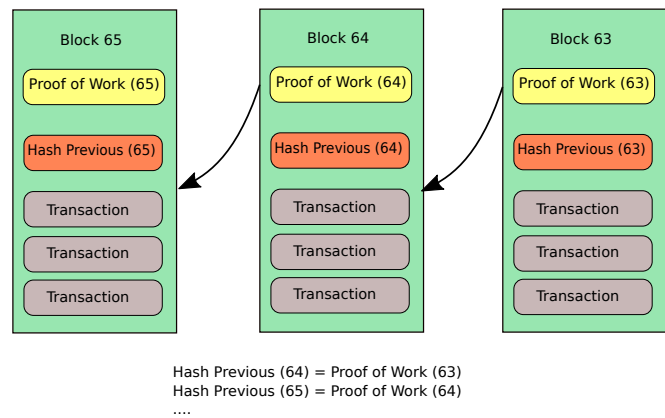 Block 65
Proof of Work (65)
Hash Previous (65)
Transaction
Transaction
Transaction
Block 64
Proof of Work (64)
Hash Previous (64)
Transaction
Transaction
Transaction
Block 63
Proof of Work (63)
Hash Previous (63)
Transaction
Transaction
Transaction
Hash Previous (64) = Proof of Work (63)
Hash Previous (65) = Proof of Work (64)
....